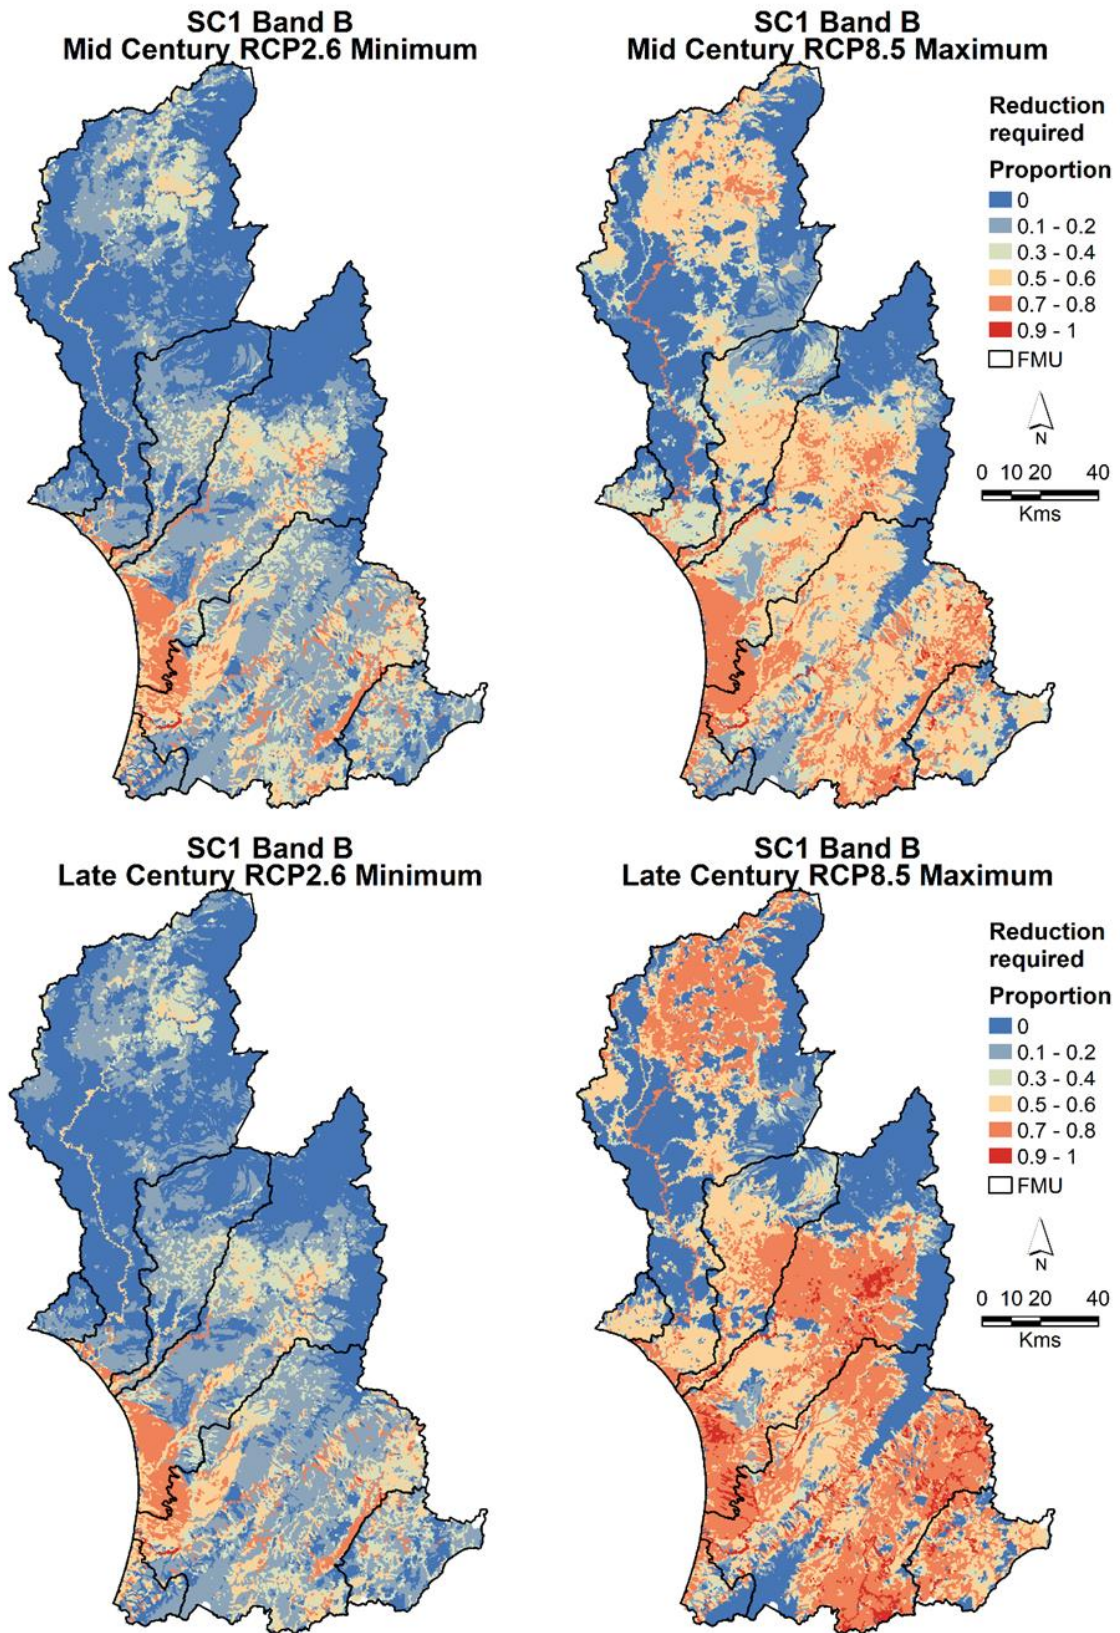 SC1 Band B
Mid Century RCP2.6 Minimum
SC1 Band B
Mid Century RCP8.5 Maximum
Reduction
required
Proportion
0
0.1 - 0.2
0.3 - 0.4
0.5 - 0.6
0.7 - 0.8
0.9 - 1
FMU
N
0 10 20 40
Kms
SC1 Band B
Late Century RCP2.6 Minimum
SC1 Band B
Late Century RCP8.5 Maximum
Reduction
required
Proportion
0
0.1 - 0.2
0.3 - 0.4
0.5 - 0.6
0.7 - 0.8
0.9 - 1
FMU
N
0 10 20 40
Kms